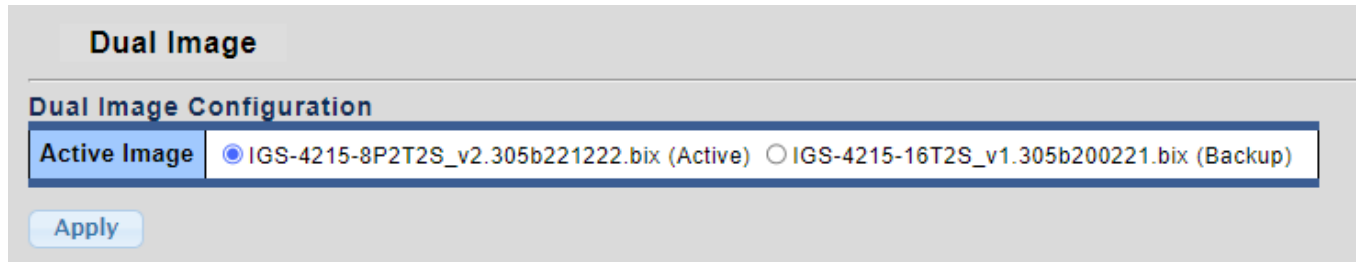 Dual Image
Dual Image Configuration
Active Image IGS-4215-8P2T2S_v2.305b221222.bix (Active) IGS-4215-16T2S_v1.305b200221.bix (Backup)
Apply